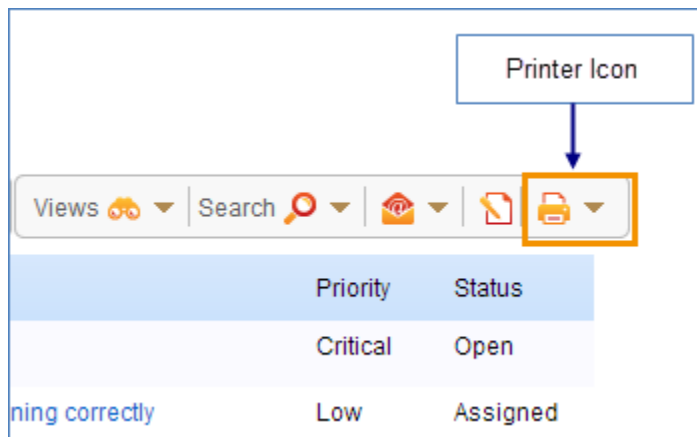 Printer Icon
Views Search
Priority Status
Critical Open
ning correctly Low Assigned